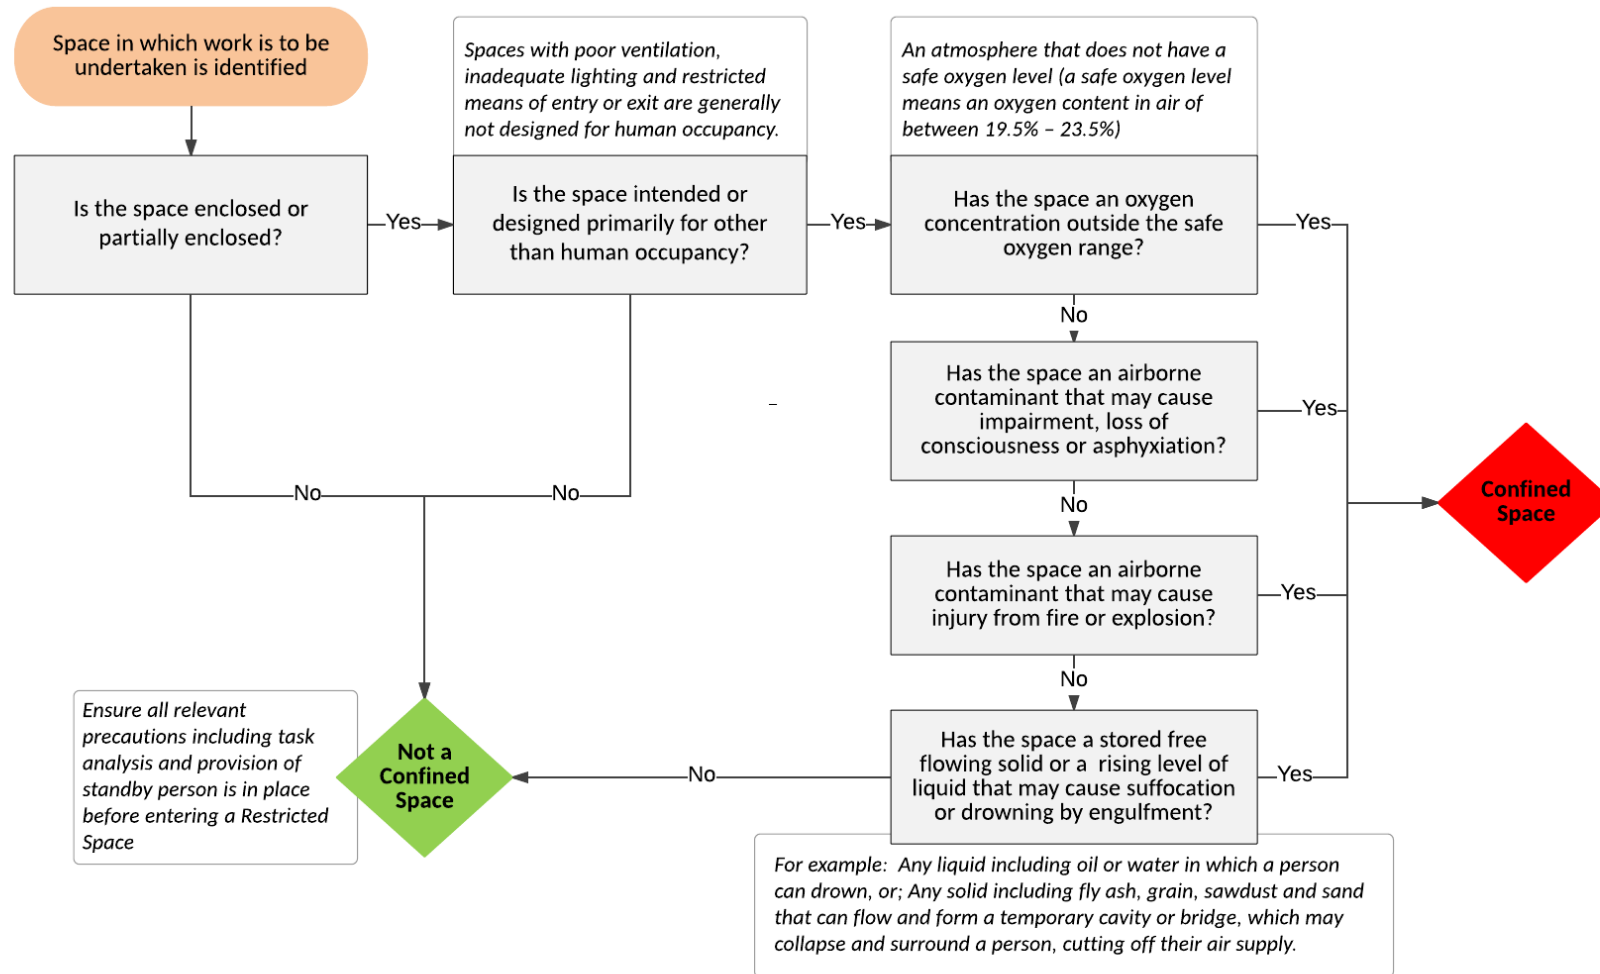 Space in which work is to be
undertaken is identified
Spaces with poor ventilation,
inadequate lighting and restricted
means of entry or exit are generally
not designed for human occupancy.
An atmosphere that does not have a
safe oxygen level (a safe oxygen level
means an oxygen content in air of
between 19.5% – 23.5%)
Is the space enclosed or
partially enclosed?
Yes
Is the space intended or
designed primarily for other
than human occupancy?
Yes
Has the space an oxygen
concentration outside the safe
oxygen range?
Yes
No
Has the space an airborne
contaminant that may cause
impairment, loss of
consciousness or asphyxiation?
Yes
–
No
No
No
Confined
Space
Has the space an airborne
contaminant that may cause
injury from fire or explosion?
Yes
No
Ensure all relevant
precautions including task
analysis and provision of
standby person is in place
before entering a Restricted
Space
Not a
Confined
Space
No
Has the space a stored free
flowing solid or a  rising level of
liquid that may cause suffocation
or drowning by engulfment?
Yes
For example:  Any liquid including oil or water in which a person
can drown, or; Any solid including fly ash, grain, sawdust and sand
that can flow and form a temporary cavity or bridge, which may
collapse and surround a person, cutting off their air supply.